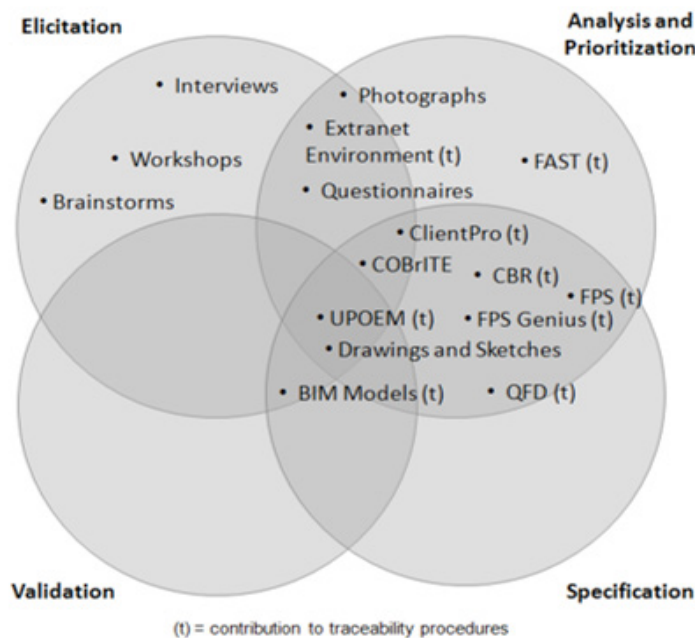 Elicitation
Analysis and
Prioritization
• Interviews
• Photographs
• Extranet
Environment (t)
• Workshops
• FAST (t)
• Questionnaires
• Brainstorms
• ClientPro (t)
• COBrITE
• CBR (t)
• FPS (t)
• UPOEM (t)
• FPS Genius (t)
• Drawings and Sketches
• BIM Models (t)
• QFD (t)
Validation
Specification
(t) = contribution to traceability procedures